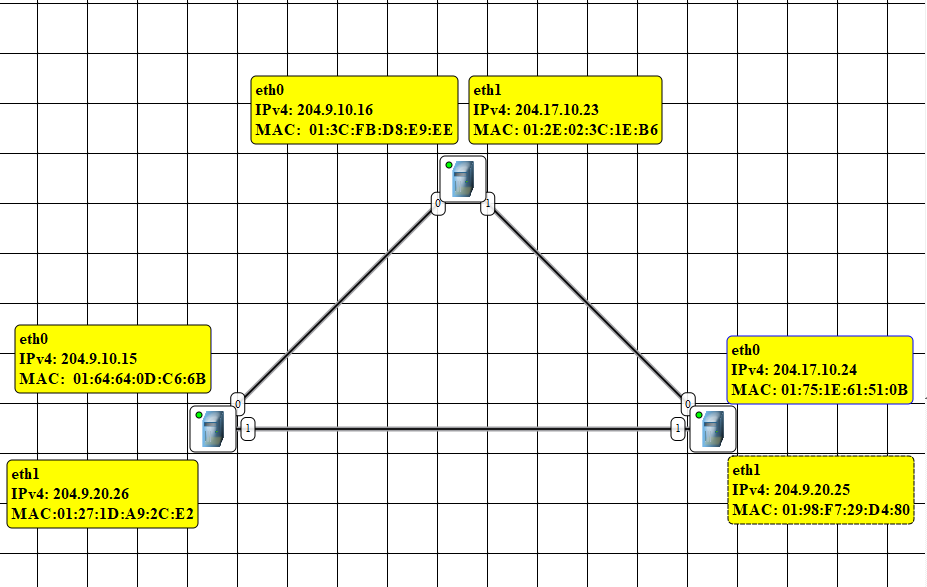 eth0
IPv4: 204.9.10.16
MAC:  01:3C:FB:D8:E9:EE
eth1
IPv4: 204.17.10.23
MAC: 01:2E:02:3C:1E:B6
0
1
eth0
IPv4: 204.9.10.15
MAC:  01:64:64:0D:C6:6B
eth0
IPv4: 204.17.10.24
MAC: 01:75:1E:61:51:0B
0
0
1
1
eth1
IPv4: 204.9.20.26
MAC:01:27:1D:A9:2C:E2
eth1
IPv4: 204.9.20.25
MAC: 01:98:F7:29:D4:80